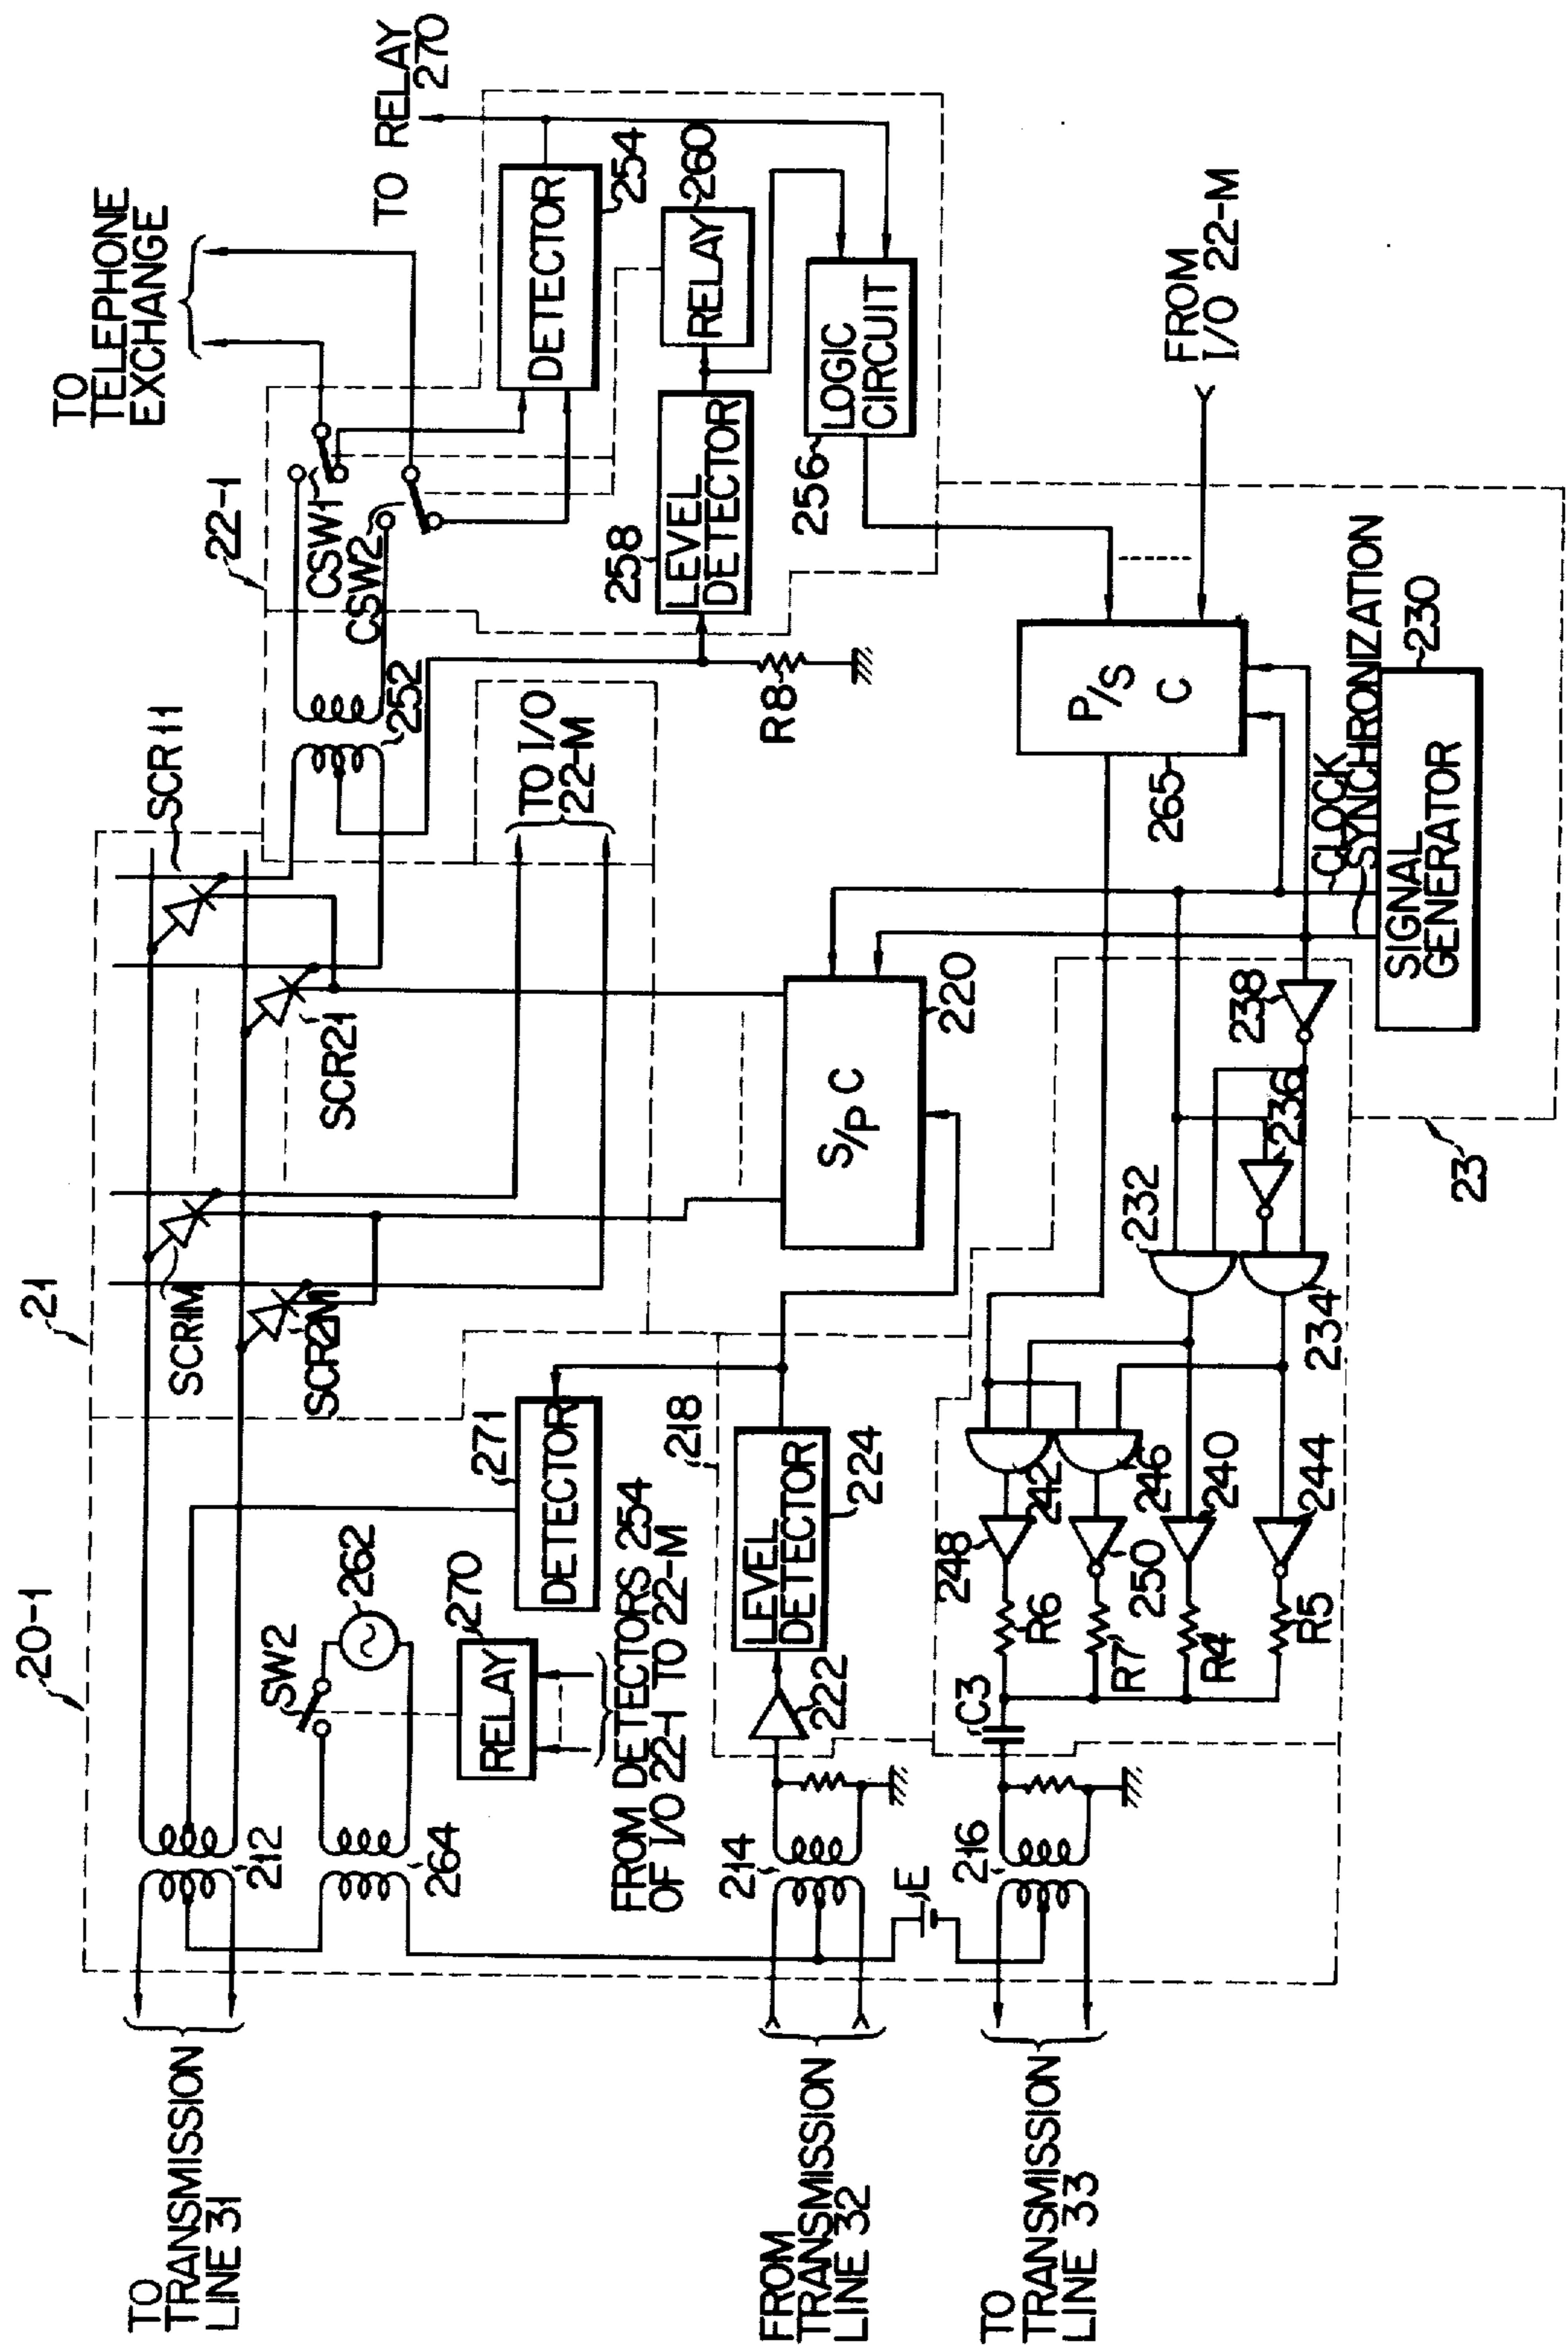 TO
TRANSMISSION
LINE 31
FROM
TRANSMISSION
LINE 32
TO
TRANSMISSION
LINE 33
20-1
21
22-1
23
TO
TELEPHONE
EXCHANGE
TO RELAY
270
212
264
SW2
262
RELAY
270
FROM DETECTORS 254
OF I/O 22-1 TO 22-M
DETECTOR
271
SCR1M
SCR2M
SCR11
SCR21
TO I/O
22-M
252
CSW1
CSW2
DETECTOR
254
RELAY
260
LEVEL
DETECTOR
258
LOGIC
CIRCUIT
256
R8
214
E
216
222
LEVEL
DETECTOR
224
218
S/P C
220
P/S
C
265
FROM
I/O 22-M
CLOCK
SYNCHRONIZATION
SIGNAL
GENERATOR
230
238
236
232
234
C3
R6
R7
R4
R5
248
250
242
246
240
244